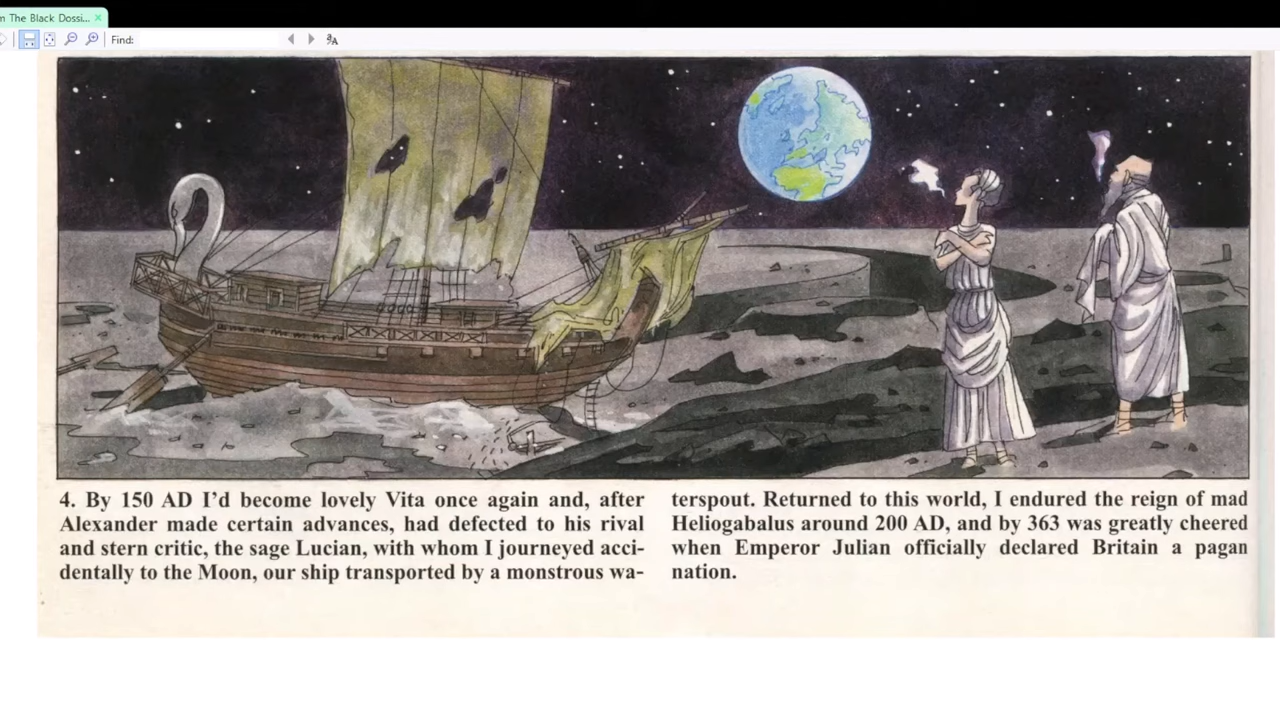 m The Black Dossi...
Find:
4. By 150 AD I'd become lovely Vita once again and, after
Alexander made certain advances, had defected to his rival
and stern critic, the sage Lucian, with whom I journeyed acci-
dentally to the Moon, our ship transported by a monstrous wa-
terspout. Returned to this world, I endured the reign of mad
Heliogabalus around 200 AD, and by 363 was greatly cheered
when Emperor Julian officially declared Britain a pagan
nation.